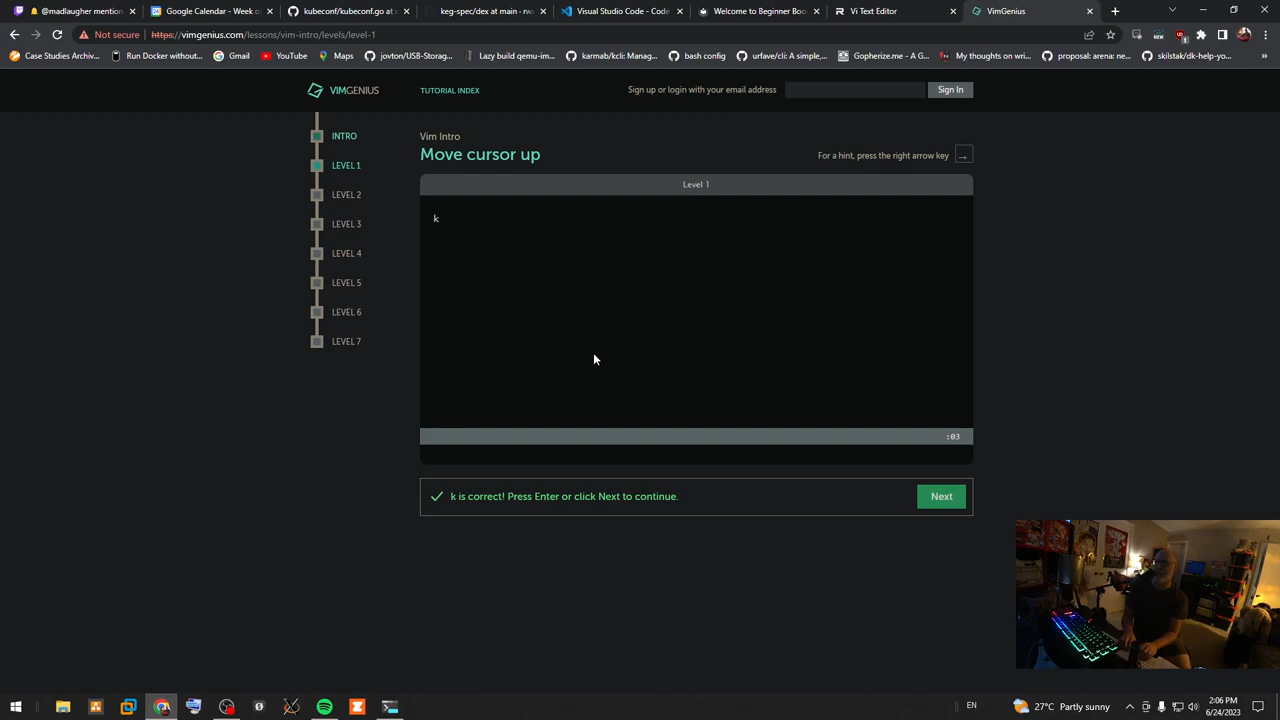 @madlaugher mention
Google Calendar - Week o
kubeconf/kubeconf.go at
keg-spec/dex at main · rw
Visual Studio Code - Code
Welcome to Beginner Boo
Vi Text Editor
VimGenius
Not secure
https://vimgenius.com/lessons/vim-intro/levels/level-1
Case Studies Archiv...
Run Docker without...
Gmail
YouTube
Maps
joyton/USB-Storag...
Lazy build qemu-im...
karmab/kcli: Manag...
bash config
urfave/cli: A simple,...
Gopherize.me - A G...
My thoughts on wri...
proposal: arena: ne...
skilstak/dk-help-yo...
»
VIMGENIUS
TUTORIAL INDEX
Sign up or login with your email address
Sign In
INTRO
LEVEL 1
LEVEL 2
LEVEL 3
LEVEL 4
LEVEL 5
LEVEL 6
LEVEL 7
Vim Intro
Move cursor up
For a hint, press the right arrow key
→
Level 1
k
:03
k is correct! Press Enter or click Next to continue.
Next
27°C Partly sunny
EN
2:06 PM
6/24/2023